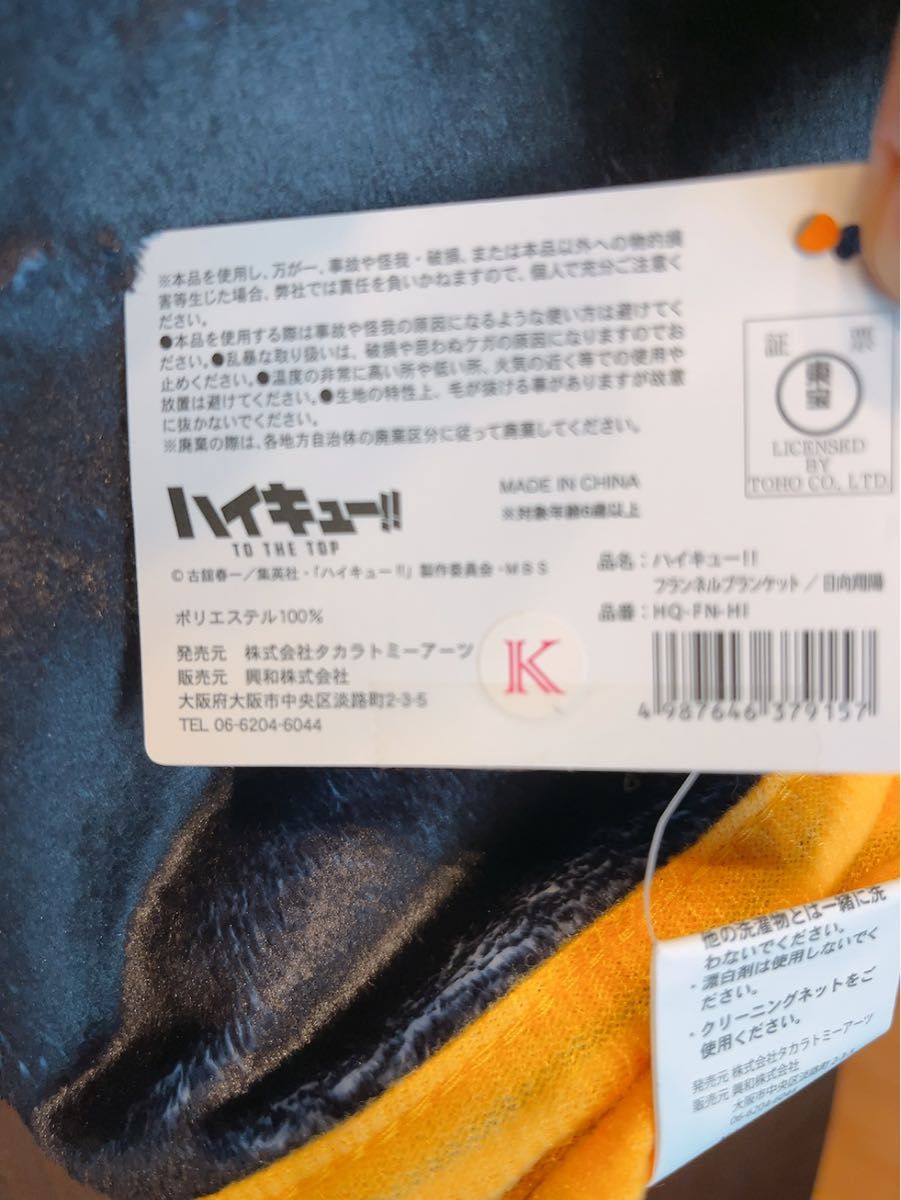 ※本品を使用し、万が一、事故や怪我・破損、または本品以外への物的損
害等生じた場合、弊社では責任を負いかねますので、個人で充分ご注意く
ださい。
●本品を使用する際は事故や怪我の原因になるような使い方は避けてく
ださい。●乱暴な取り扱いは、破損や思わぬケガの原因になりますのでお
止めください。●温度の非常に高い所や低い所、火気の近く等での使用や
放置は避けてください。●生地の特性上、毛が抜ける事がありますが故意
に抜かないでください。
※廃棄の際は、各地方自治体の廃棄区分に従って廃棄してください。
証 票
東宝
LICENSED
BY
TOHO CO., LTD.
ハイキュー!!
TO THE TOP
MADE IN CHINA
※対象年齢6歳以上
©古舘春一/集英社・「ハイキュー!!」製作委員会・MBS
品名:ハイキュー!!
フランネルブランケット/日向翔陽
品番:HQ-FN-HI
ポリエステル100%
発売元 株式会社タカラトミーアーツ
販売元 興和株式会社
大阪府大阪市中央区淡路町2-3-5
TEL 06-6204-6044
K
4 987646 379157
他の洗濯物とは一緒に洗
わないでください。
・漂白剤は使用しないでく
ださい。
・クリーニングネットをご
使用ください。
発売元 株式会社タカラトミーアーツ
販売元 興和株式会社
大阪市中央区淡路町2-3-5